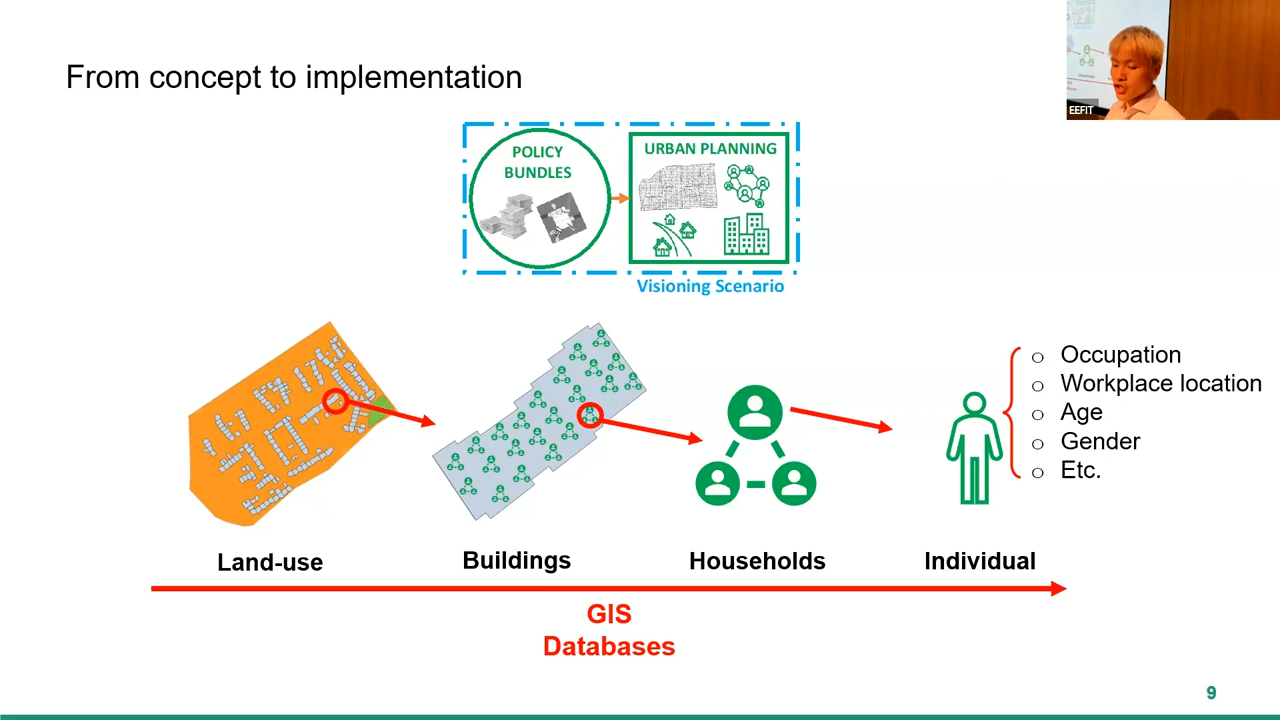 From concept to implementation
EEFIT
POLICY
BUNDLES
URBAN PLANNING
Visioning Scenario
Occupation
Workplace location
Age
Gender
Etc.
Land-use
Buildings
Households
Individual
GIS
Databases
9